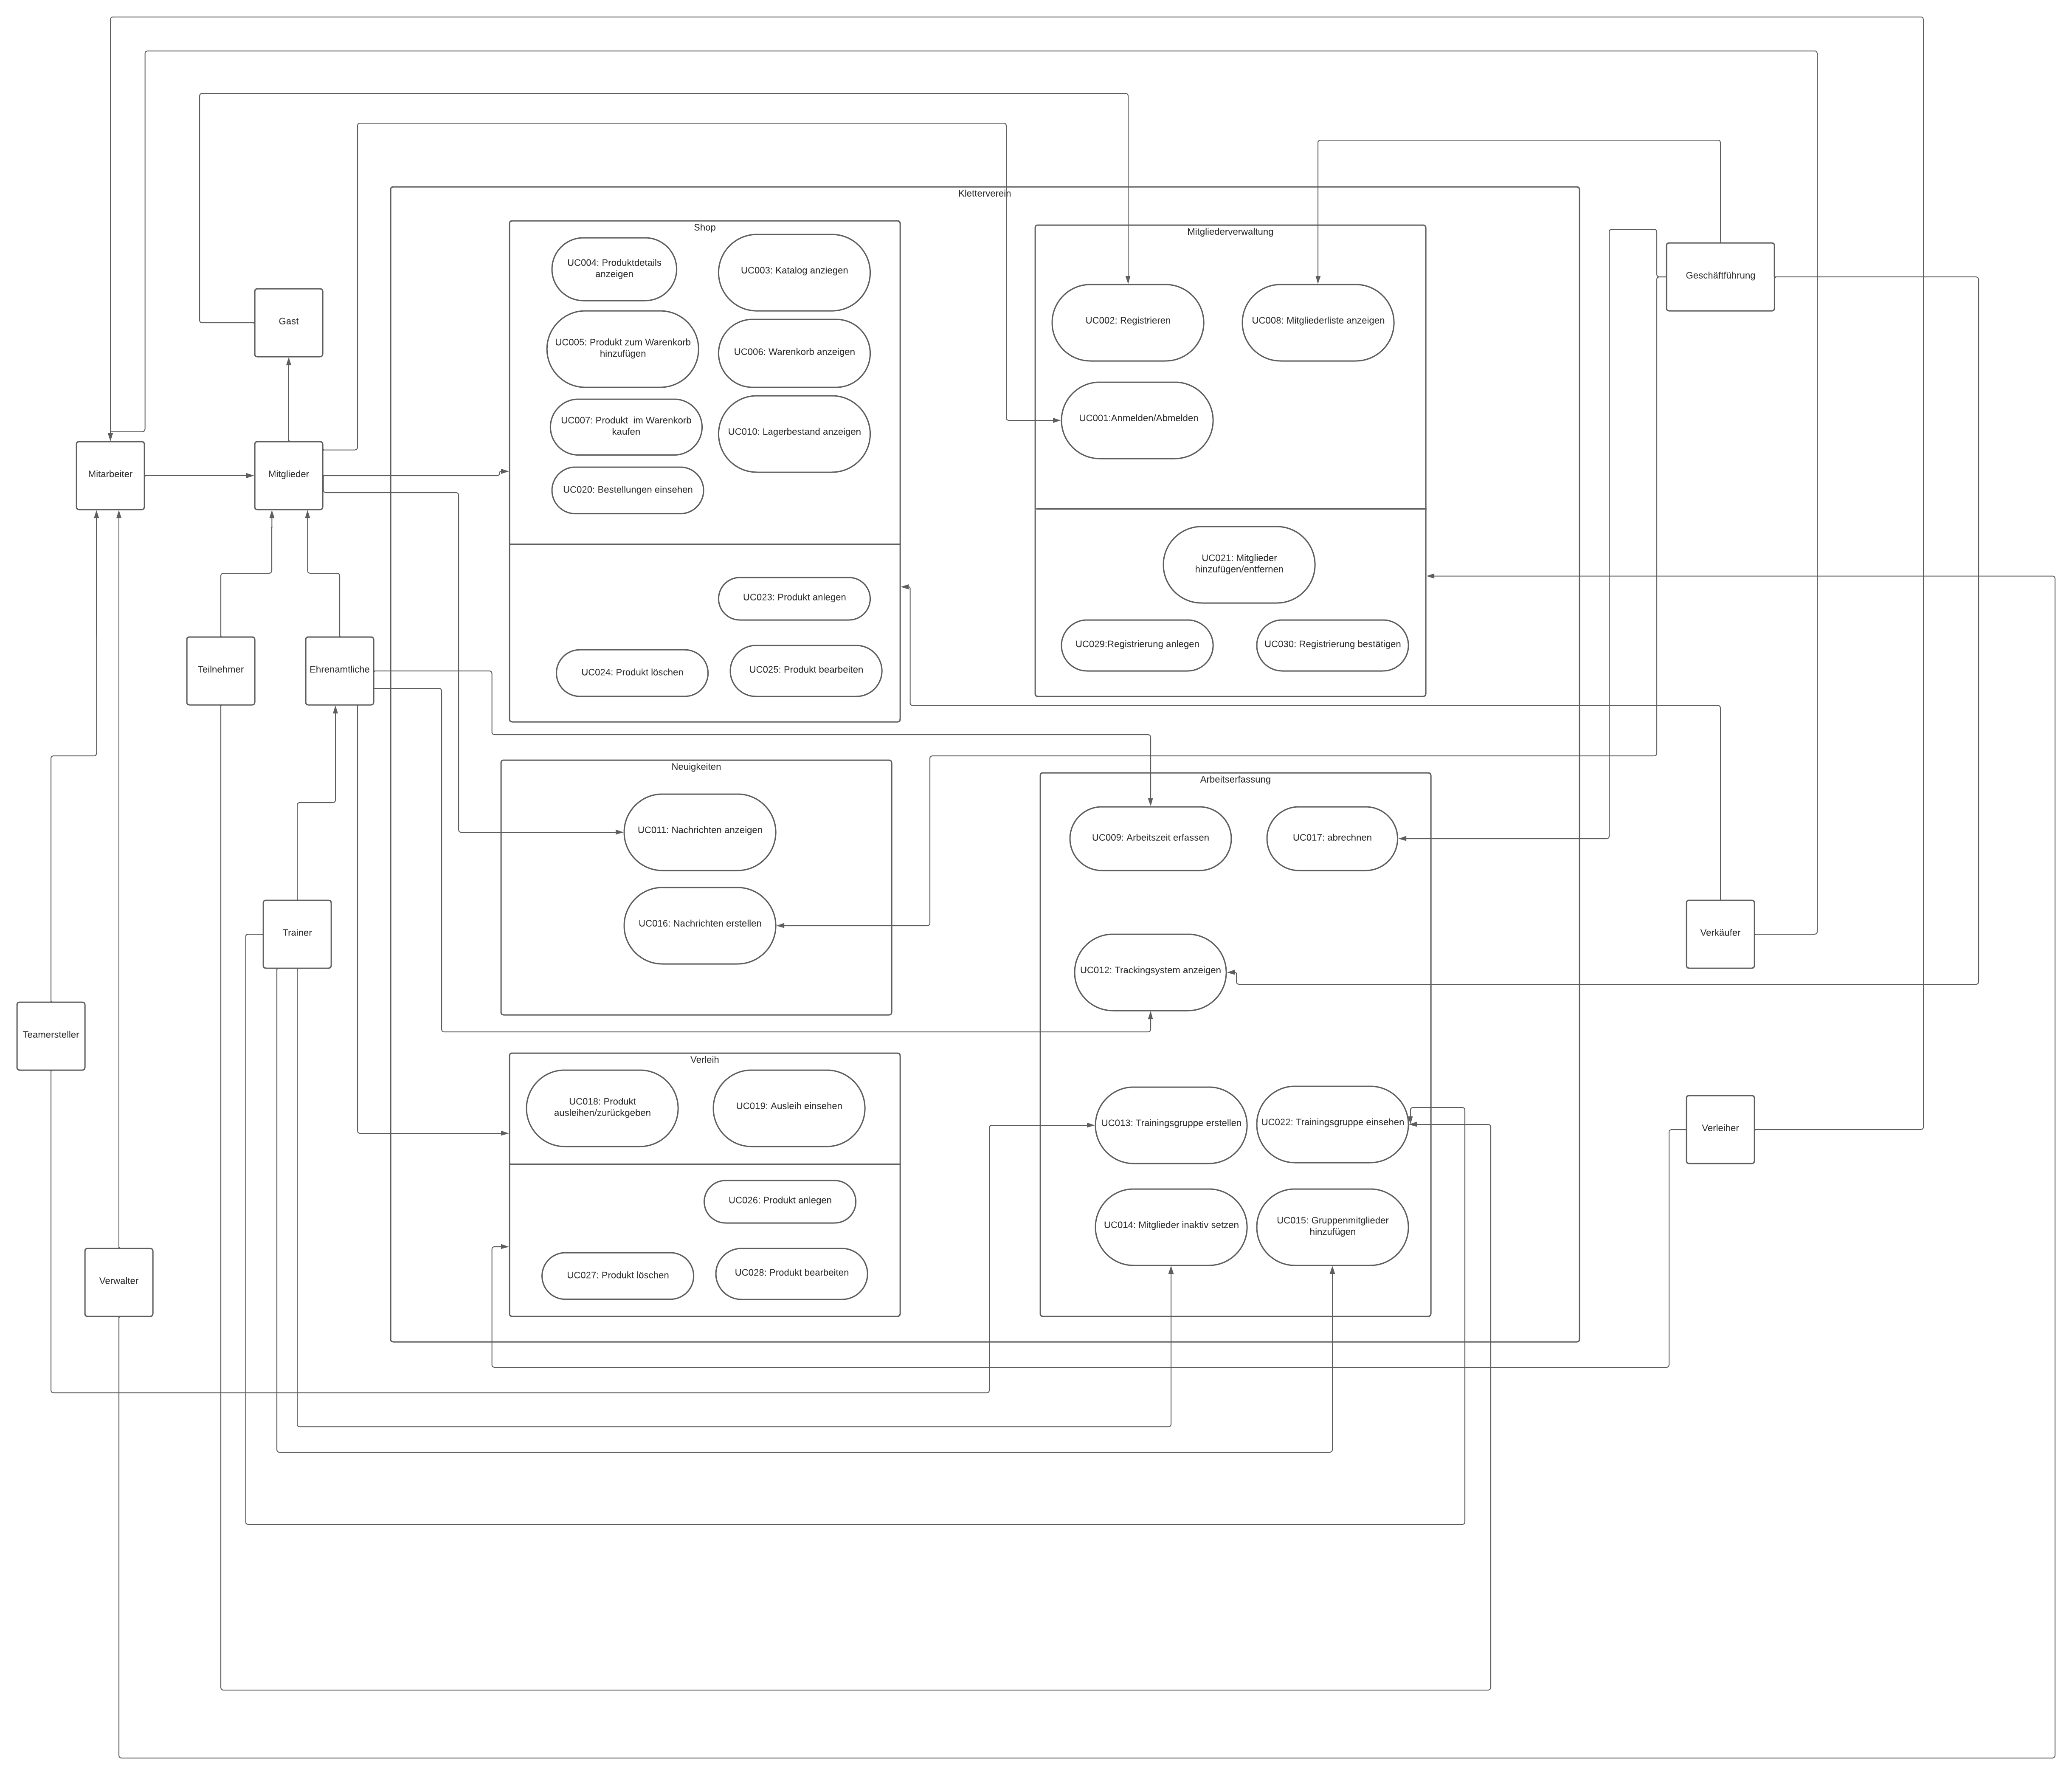 Kletterverein
Shop
UC004: Produktdetails
anzeigen
UC003: Katalog anziegen
UC005: Produkt zum Warenkorb
hinzufügen
UC006: Warenkorb anzeigen
UC007: Produkt  im Warenkorb
kaufen
UC010: Lagerbestand anzeigen
UC020: Bestellungen einsehen
UC023: Produkt anlegen
UC024: Produkt löschen
UC025: Produkt bearbeiten
Mitgliederverwaltung
UC002: Registrieren
UC008: Mitgliederliste anzeigen
UC001:Anmelden/Abmelden
UC021: Mitglieder
hinzufügen/entfernen
UC029:Registrierung anlegen
UC030: Registrierung bestätigen
Geschäftführung
Gast
Mitarbeiter
Mitglieder
Teilnehmer
Ehrenamtliche
Neuigkeiten
UC011: Nachrichten anzeigen
UC016: Nachrichten erstellen
Arbeitserfassung
UC009: Arbeitszeit erfassen
UC017: abrechnen
UC012: Trackingsystem anzeigen
UC013: Trainingsgruppe erstellen
UC022: Trainingsgruppe einsehen
UC014: Mitglieder inaktiv setzen
UC015: Gruppenmitglieder
hinzufügen
Trainer
Verkäufer
Teamersteller
Verleih
UC018: Produkt
ausleihen/zurückgeben
UC019: Ausleih einsehen
UC026: Produkt anlegen
UC027: Produkt löschen
UC028: Produkt bearbeiten
Verleiher
Verwalter